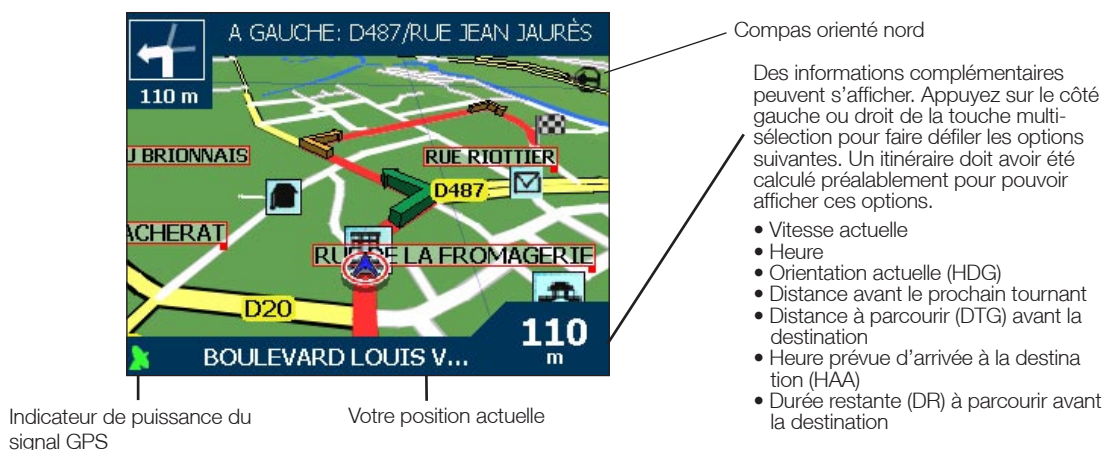 A GAUCHE: D487/RUE JEAN JAURÈS
110 m
J BRIONNAIS
RUE RIOTTIER
D487
ACHERAT
RUE DE LA FROMAGERIE
D20
110
m
BOULEVARD LOUIS V...
Compas orienté nord
Des informations complémentaires
peuvent s’afficher. Appuyez sur le côté
gauche ou droit de la touche multi-
sélection pour faire défiler les options
suivantes. Un itinéraire doit avoir été
calculé préalablement pour pouvoir
afficher ces options.
• Vitesse actuelle
• Heure
• Orientation actuelle (HDG)
• Distance avant le prochain tournant
• Distance à parcourir (DTG) avant la
destination
• Heure prévue d’arrivée à la destina
tion (HAA)
• Durée restante (DR) à parcourir avant
la destination
Indicateur de puissance du
signal GPS
Votre position actuelle